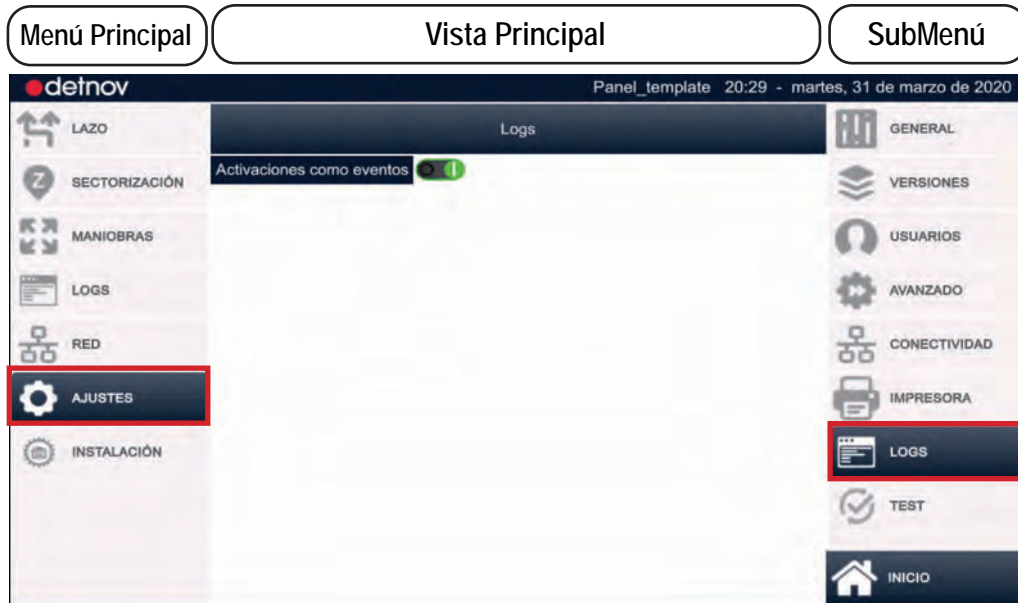 Menú Principal
Vista Principal
SubMenú
detnov
Panel_template 20:29 - martes, 31 de marzo de 2020
LAZO
SECTORIZACIÓN
MANIOBRAS
LOGS
RED
AJUSTES
INSTALACIÓN
Logs
Activaciones como eventos
GENERAL
VERSIONES
USUARIOS
AVANZADO
CONECTIVIDAD
IMPRESORA
LOGS
TEST
INICIO